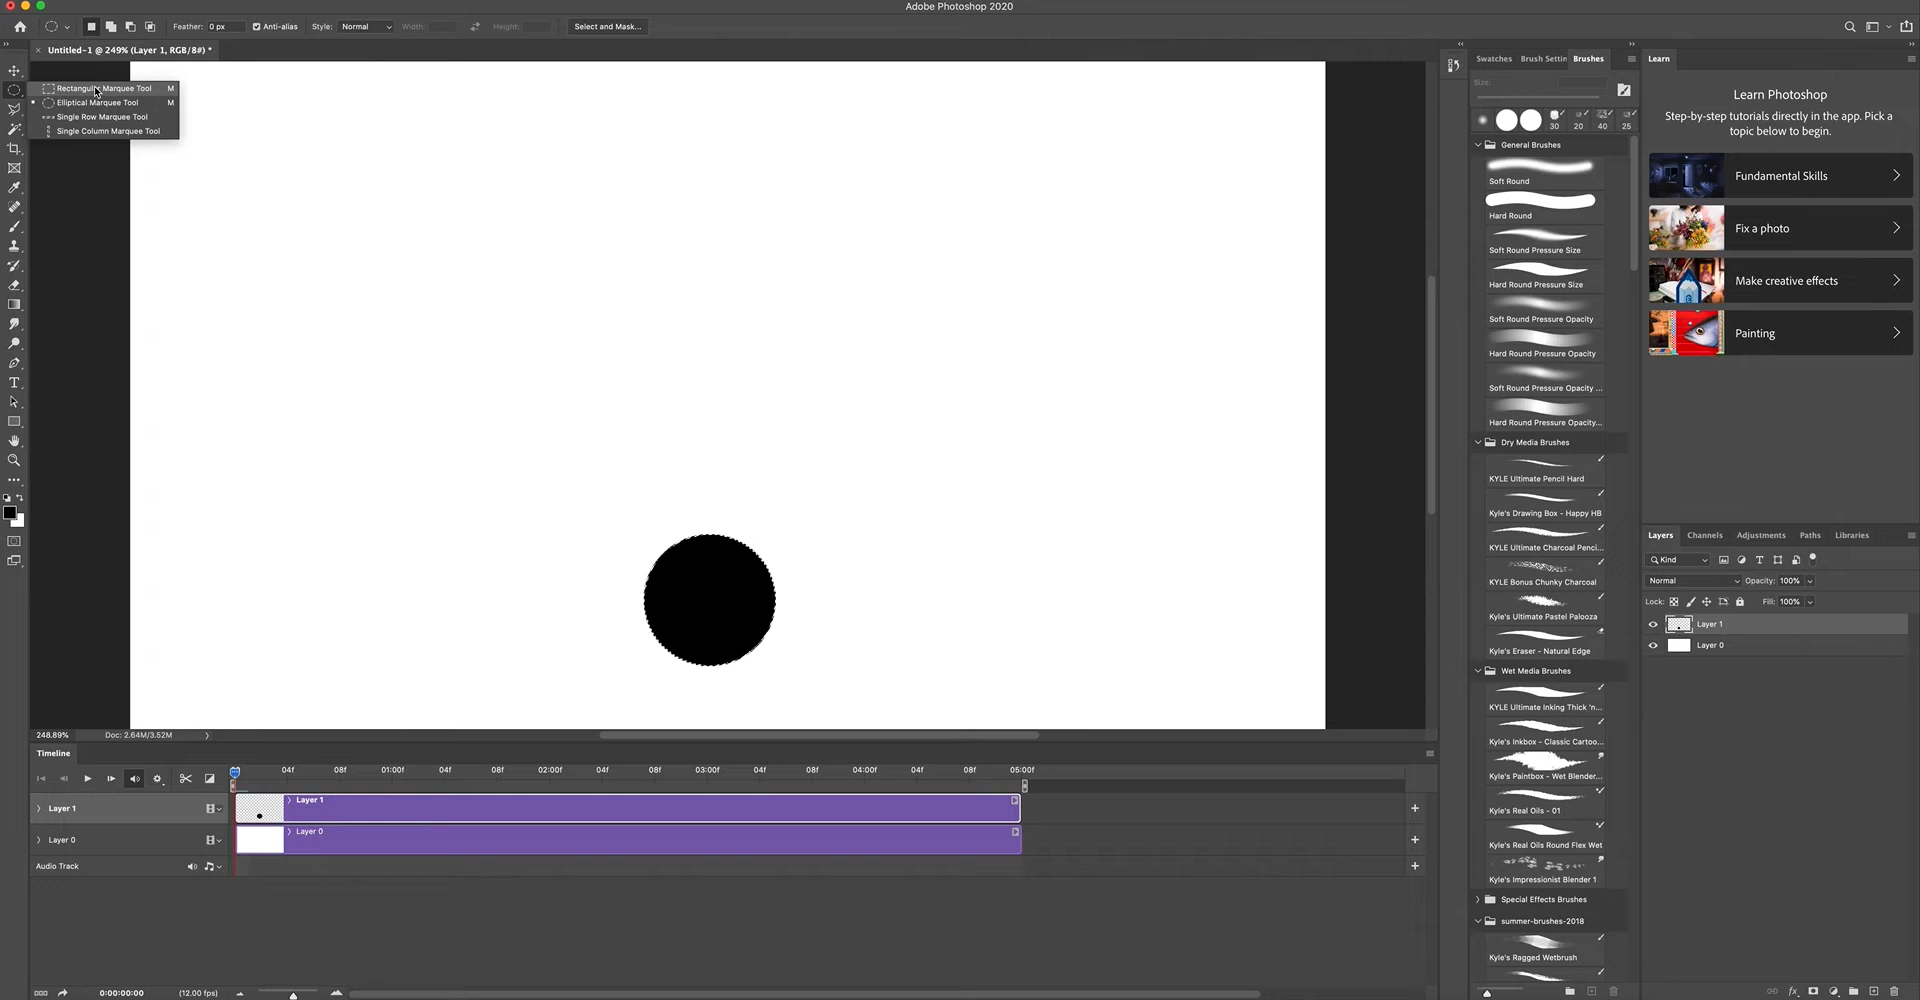 Adobe Photoshop 2020
Feather: 0 px Anti-alias Style: Normal Width: Height: Select and Mask...
× Untitled-1 @ 249% (Layer 1, RGB/8#) *
Rectangular Marquee Tool M
Elliptical Marquee Tool M
Single Row Marquee Tool
Single Column Marquee Tool
Swatches Brush Settin Brushes
Size:
30 20 40 25
General Brushes
Soft Round
Hard Round
Soft Round Pressure Size
Hard Round Pressure Size
Soft Round Pressure Opacity
Hard Round Pressure Opacity
Soft Round Pressure Opacity ...
Hard Round Pressure Opacity...
Dry Media Brushes
KYLE Ultimate Pencil Hard
Kyle's Drawing Box - Happy HB
KYLE Ultimate Charcoal Penci...
KYLE Bonus Chunky Charcoal
Kyle's Ultimate Pastel Palooza
Kyle's Eraser - Natural Edge
Wet Media Brushes
KYLE Ultimate Inking Thick 'n...
Kyle's Inkbox - Classic Cartoo...
Kyle's Paintbox - Wet Blender...
Kyle's Real Oils - 01
Kyle's Real Oils Round Flex Wet
Kyle's Impressionist Blender 1
Special Effects Brushes
summer-brushes-2018
Kyle's Ragged Wetbrush
Learn
Learn Photoshop
Step-by-step tutorials directly in the app. Pick a
topic below to begin.
Fundamental Skills
Fix a photo
Make creative effects
Painting
Layers Channels Adjustments Paths Libraries
Kind
Normal Opacity: 100%
Lock: Fill: 100%
Layer 1
Layer 0
248.89% Doc: 2.64M/3.52M
Timeline
04f 08f 01:00f 04f 08f 02:00f 04f 08f 03:00f 04f 08f 04:00f 04f 08f 05:00f
Layer 1 Layer 1
Layer 0 Layer 0
Audio Track
0:00:00:00 (12.00 fps)